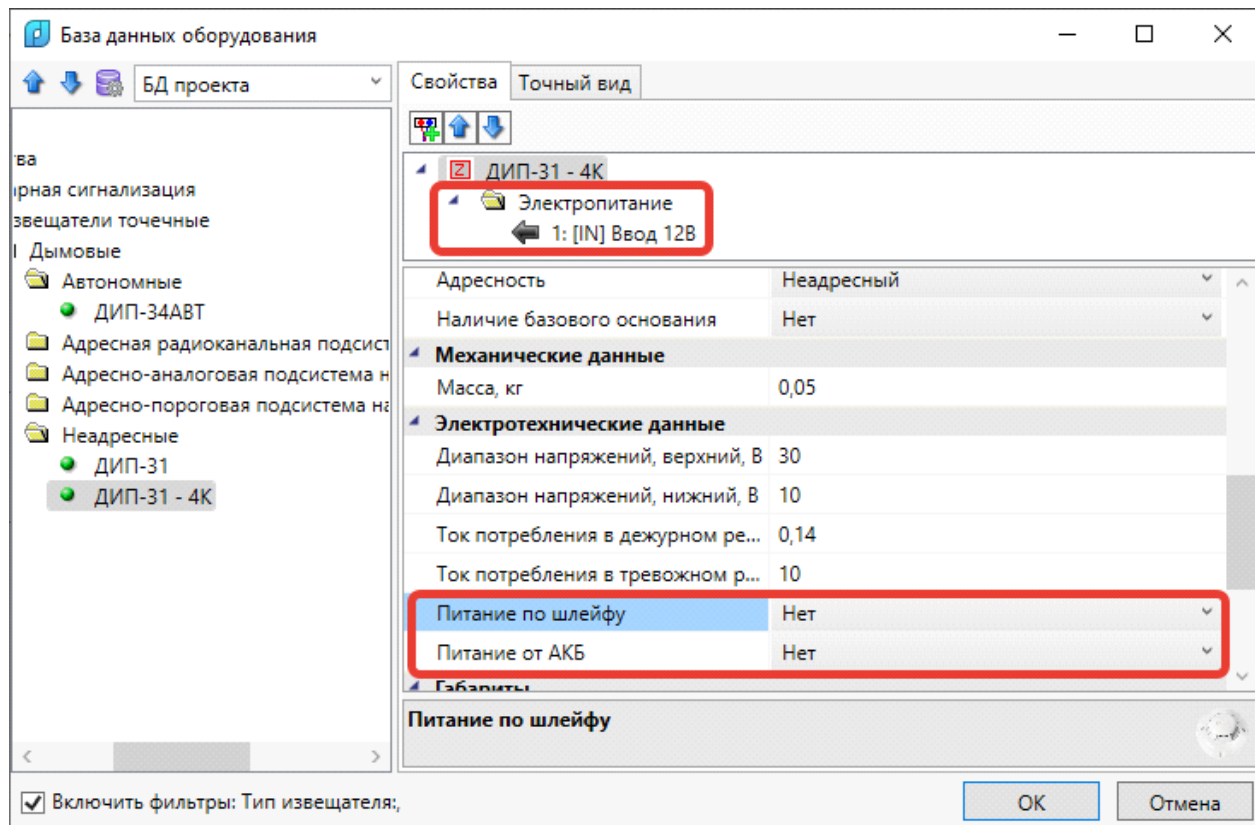 База данных оборудования
БД проекта
Свойства
Точный вид
тва
арная сигнализация
звещатели точечные
Дымовые
Автономные
ДИП-34АВТ
Адресная радиоканальная подсист
Адресно-аналоговая подсистема н
Адресно-пороговая подсистема на
Неадресные
ДИП-31
ДИП-31 - 4К
ДИП-31 - 4К
Электропитание
1: [IN] Ввод 12В
Адресность Неадресный
Наличие базового основания Нет
Механические данные
Масса, кг 0,05
Электротехнические данные
Диапазон напряжений, верхний, В 30
Диапазон напряжений, нижний, В 10
Ток потребления в дежурном ре... 0,14
Ток потребления в тревожном р... 10
Питание по шлейфу Нет
Питание от АКБ Нет
Габариты
Питание по шлейфу
Включить фильтры: Тип извещателя:,
ОК
Отмена